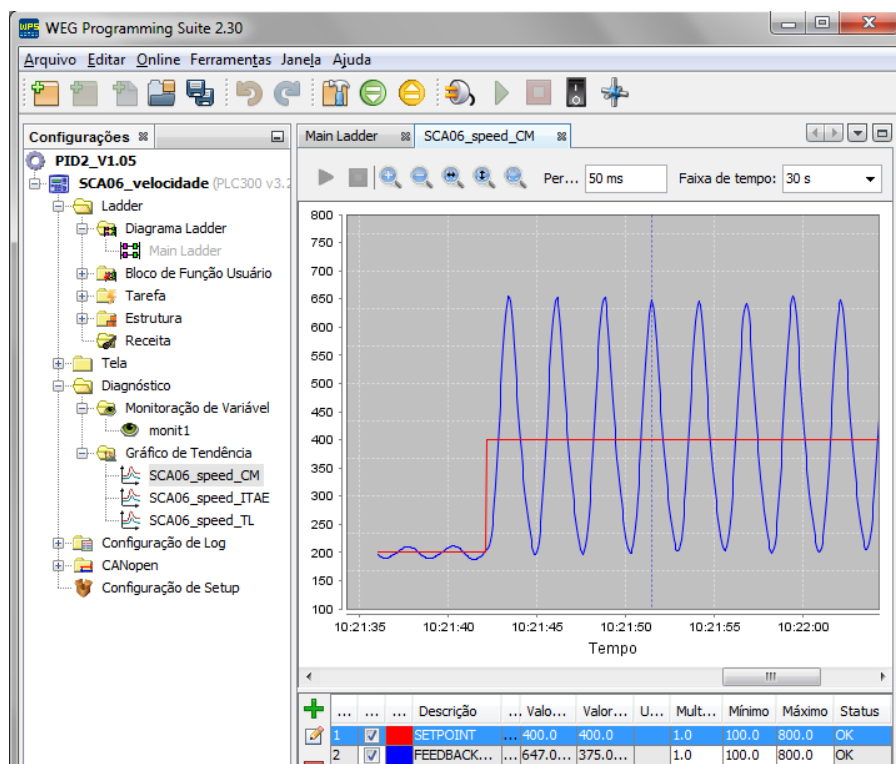 WEG Programming Suite 2.30
Arquivo Editar Online Ferramentas Janela Ajuda
Configurações
PID2_V1.05
SCA06_velocidade (PLC300 v3.2
Ladder
Diagrama Ladder
Main Ladder
Bloco de Função Usuário
Tarefa
Estrutura
Receita
Tela
Diagnóstico
Monitoração de Variável
monit1
Gráfico de Tendência
SCA06_speed_CM
SCA06_speed_ITAE
SCA06_speed_TL
Configuração de Log
CANopen
Configuração de Setup
Main Ladder SCA06_speed_CM
Per... 50 ms Faixa de tempo: 30 s
800
750
700
650
600
550
500
450
400
350
300
250
200
150
100
10:21:35 10:21:40 10:21:45 10:21:50 10:21:55 10:22:00
Tempo
... ... ... Descrição ... Valo... Valor... U... Mult... Mínimo Máximo Status
1 SETPOINT ... 400.0 400.0 1.0 100.0 800.0 OK
2 FEEDBACK... ... 647.0... 375.0... 1.0 100.0 800.0 OK